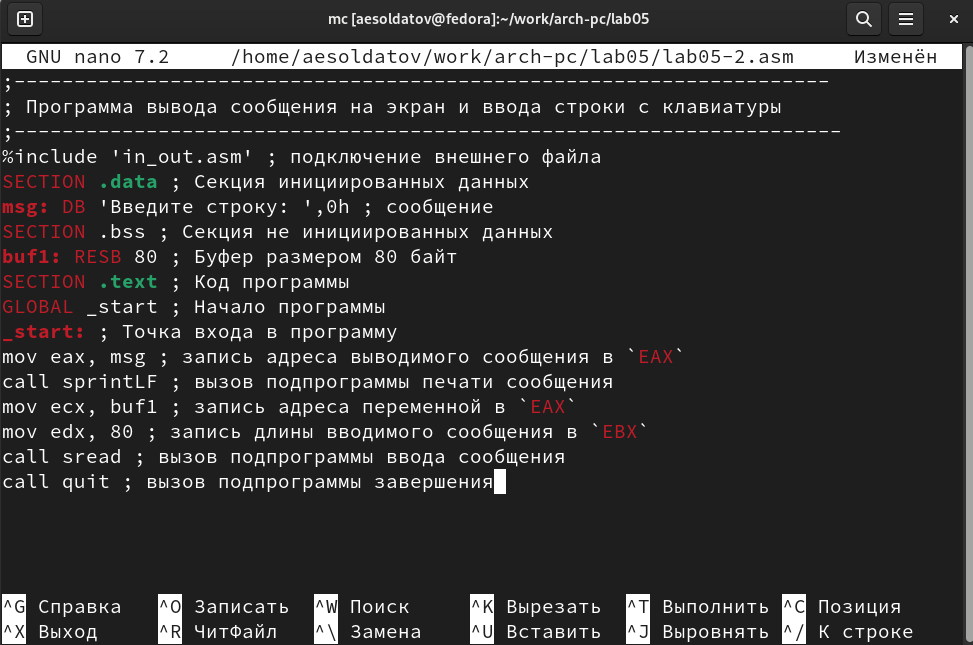 mc [aesoldatov@fedora]:~/work/arch-pc/lab05
GNU nano 7.2 /home/aesoldatov/work/arch-pc/lab05/lab05-2.asm Изменён
;--------------------------------------------------------------------
; Программа вывода сообщения на экран и ввода строки с клавиатуры
;---------------------------------------------------------------------
%include 'in_out.asm' ; подключение внешнего файла
SECTION .data ; Секция инициированных данных
msg: DB 'Введите строку: ',0h ; сообщение
SECTION .bss ; Секция не инициированных данных
buf1: RESB 80 ; Буфер размером 80 байт
SECTION .text ; Код программы
GLOBAL _start ; Начало программы
_start: ; Точка входа в программу
mov eax, msg ; запись адреса выводимого сообщения в `EAX`
call sprintLF ; вызов подпрограммы печати сообщения
mov ecx, buf1 ; запись адреса переменной в `EAX`
mov edx, 80 ; запись длины вводимого сообщения в `EBX`
call sread ; вызов подпрограммы ввода сообщения
call quit ; вызов подпрограммы завершения
^G Справка ^O Записать ^W Поиск ^K Вырезать ^T Выполнить ^C Позиция
^X Выход ^R ЧитФайл ^\ Замена ^U Вставить ^J Выровнять ^/ К строке